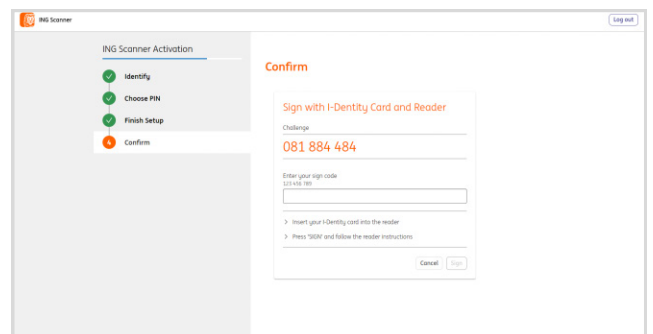 ING Scanner
Log out
ING Scanner Activation
Identify
Choose PIN
Finish Setup
4 Confirm
Confirm
Sign with I-Dentity Card and Reader
Challenge
081 884 484
Enter your sign code
123 456 789
> Insert your I-Dentity card into the reader
> Press 'SIGN' and follow the reader instructions
Cancel Sign